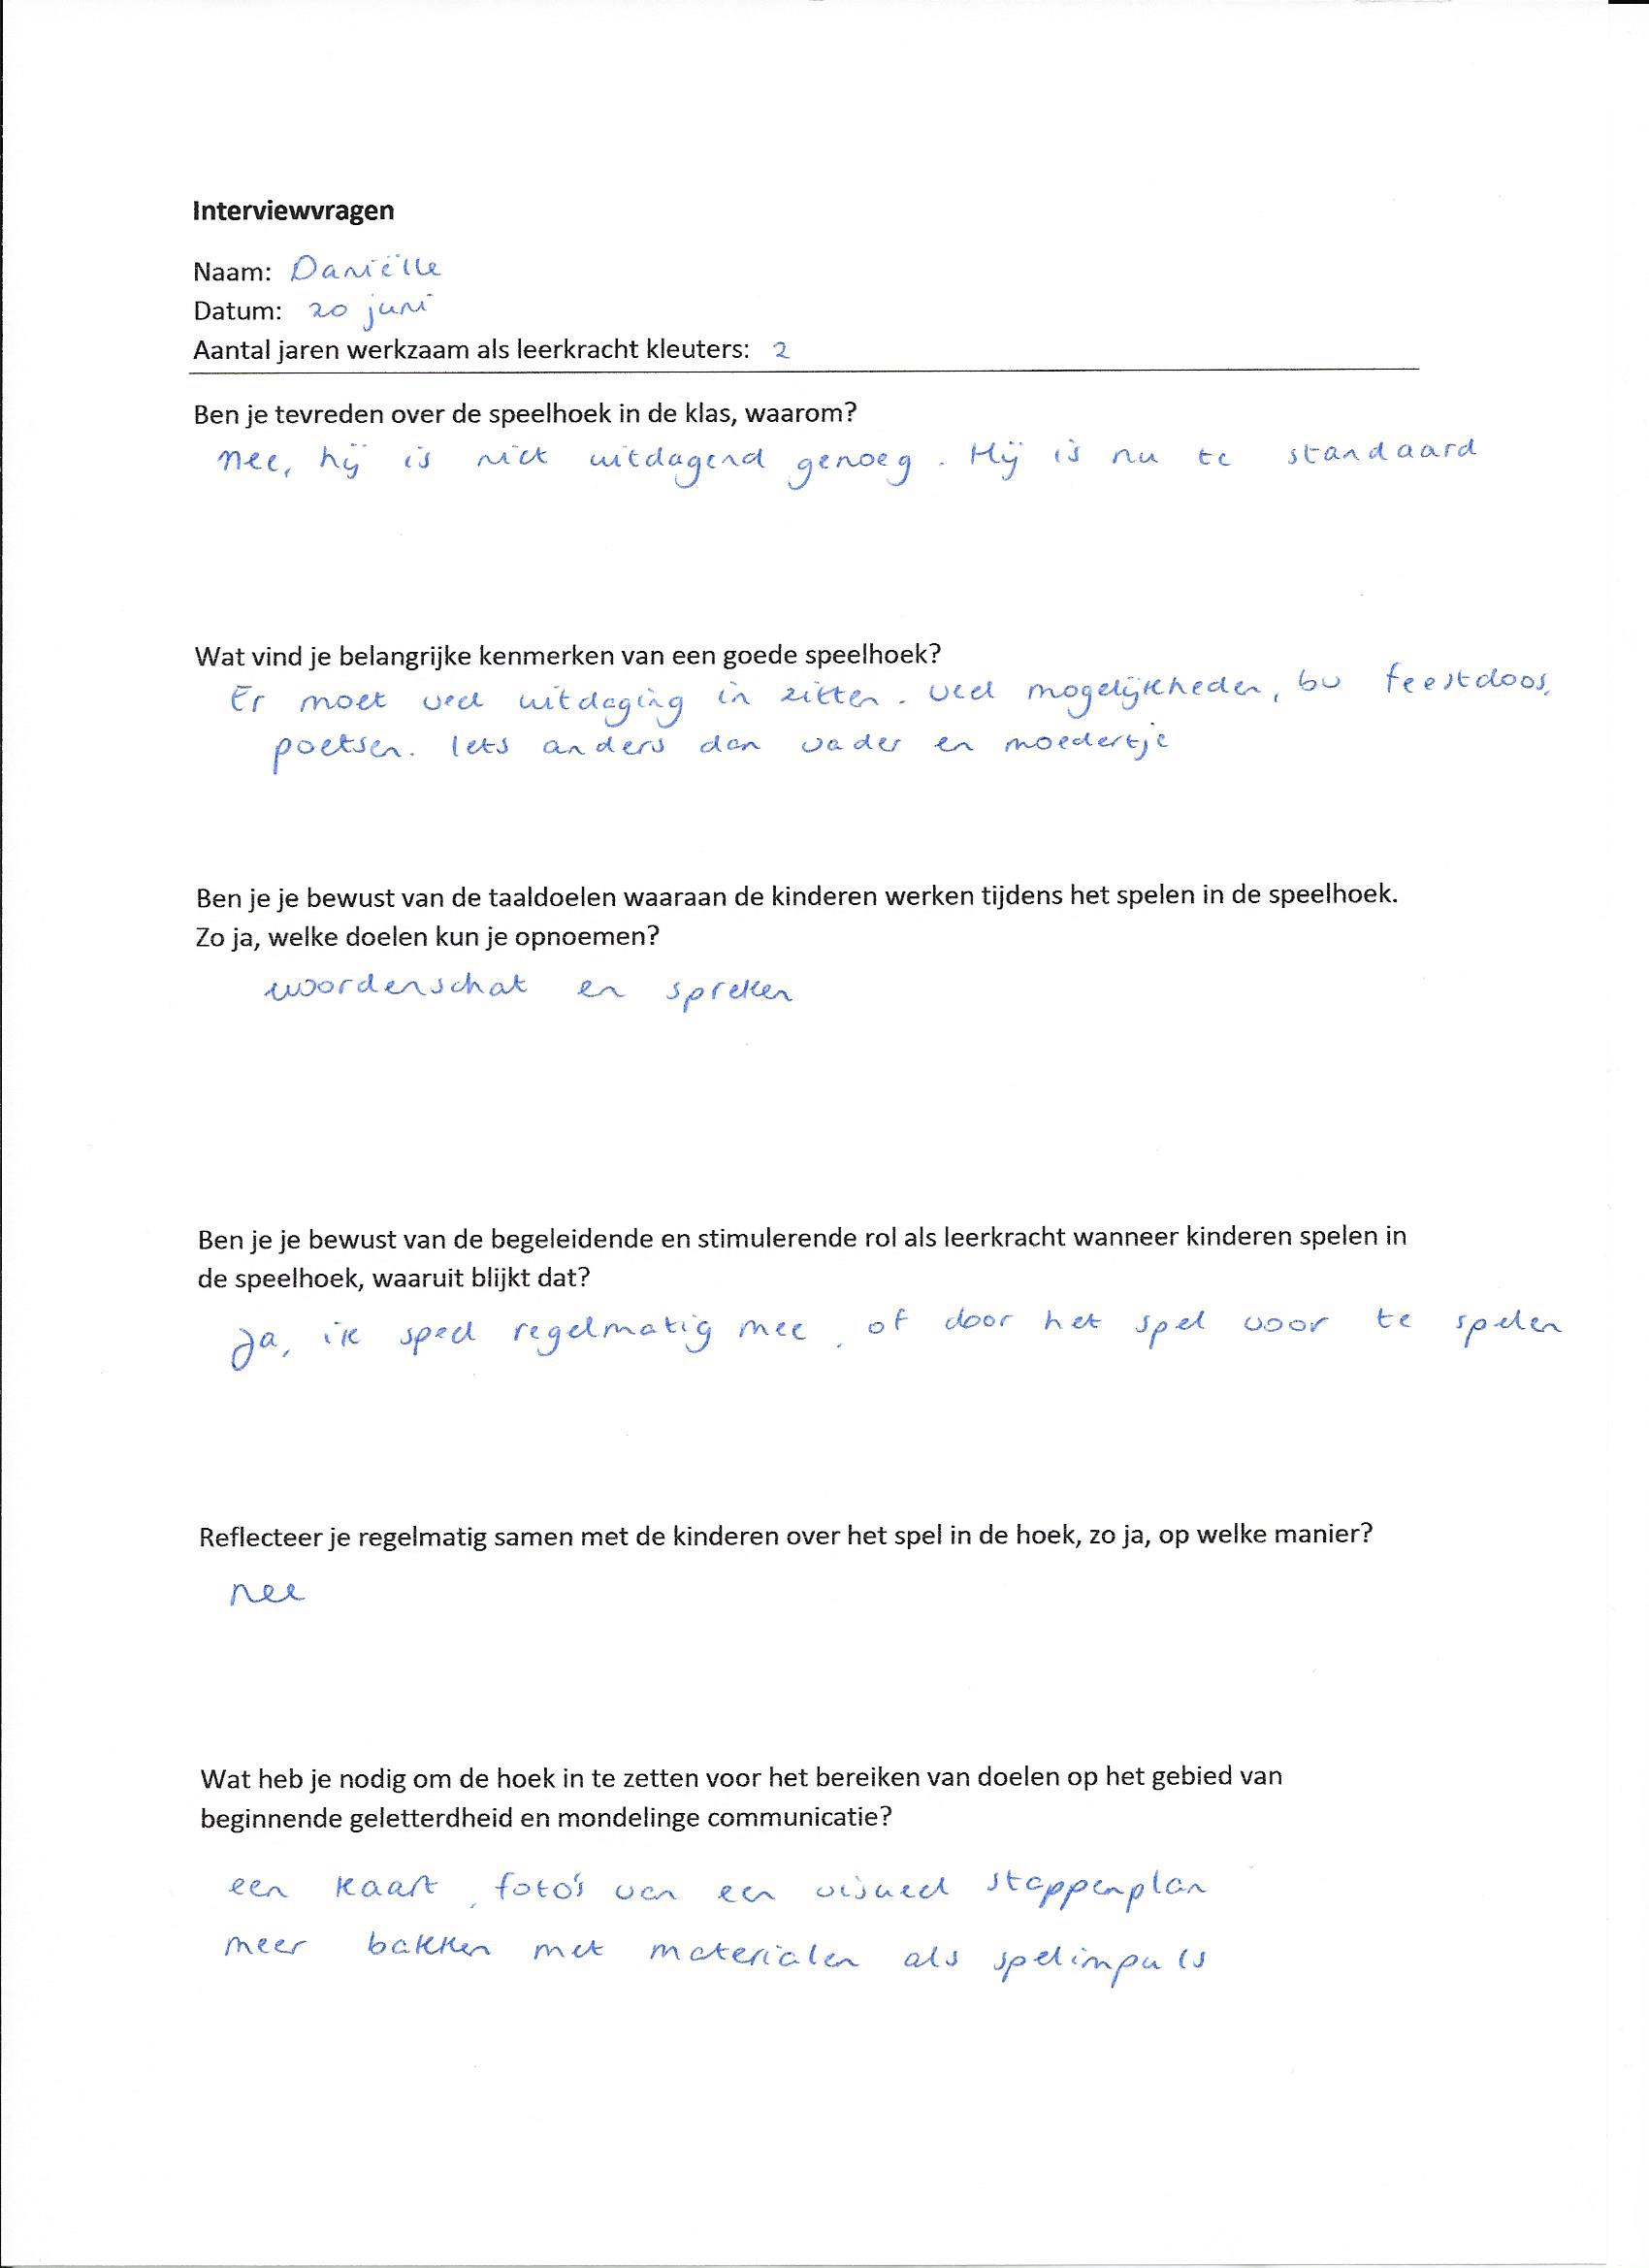 Interviewvragen
Naam: Daniëlle
Datum: 20 juni
Aantal jaren werkzaam als leerkracht kleuters: 2
Ben je tevreden over de speelhoek in de klas, waarom?
nee, hij is niet uitdagend genoeg. Hij is nu te standaard
Wat vind je belangrijke kenmerken van een goede speelhoek?
Er moet veel uitdaging in zitten. veel mogelijkheden, bv feestdoos,
poetsen. Iets anders dan vader en moedertje
Ben je je bewust van de taaldoelen waaraan de kinderen werken tijdens het spelen in de speelhoek.
Zo ja, welke doelen kun je opnoemen?
woordenschat en spreken
Ben je je bewust van de begeleidende en stimulerende rol als leerkracht wanneer kinderen spelen in
de speelhoek, waaruit blijkt dat?
Ja, ik speel regelmatig mee, of door het spel voor te spelen
Reflecteer je regelmatig samen met de kinderen over het spel in de hoek, zo ja, op welke manier?
nee
Wat heb je nodig om de hoek in te zetten voor het bereiken van doelen op het gebied van
beginnende geletterdheid en mondelinge communicatie?
een kaart, foto's van een visueel stappenplan
meer bakken met materialen als spelimpuls